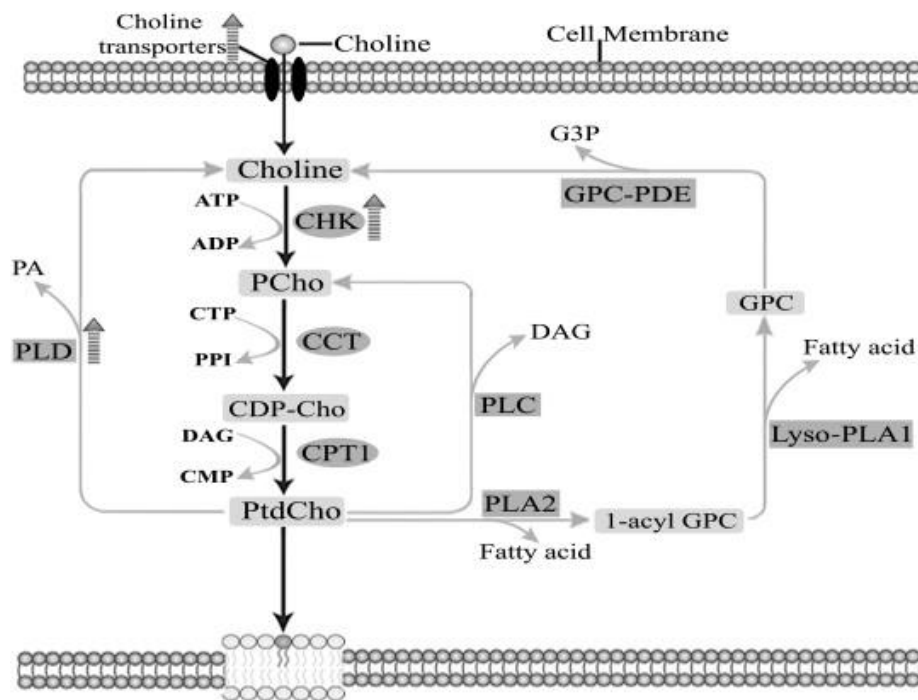 Choline
transporters
Choline
Cell Membrane
G3P
Choline
GPC-PDE
ATP
CHK
ADP
PA
PCho
GPC
CTP
DAG
Fatty acid
CCT
PLD
PPI
CDP-Cho
PLC
DAG
Lyso-PLA1
CPT1
CMP
PtdCho
PLA2
1-acyl GPC
Fatty acid